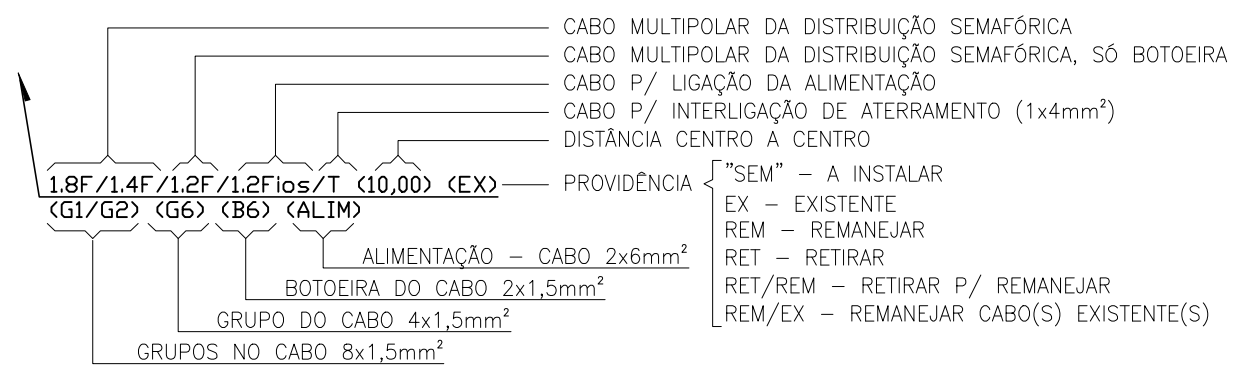 CABO MULTIPOLAR DA DISTRIBUIÇÃO SEMAFÓRICA
CABO MULTIPOLAR DA DISTRIBUIÇÃO SEMAFÓRICA, SÓ BOTOEIRA
CABO P/ LIGAÇÃO DA ALIMENTAÇÃO
CABO P/ INTERLIGAÇÃO DE ATERRAMENTO (1x4mm²)
DISTÂNCIA CENTRO A CENTRO
1.8F/1.4F/1.2F/1.2Fios/T (10,00) (EX)
(G1/G2) (G6) (B6) (ALIM)
PROVIDÊNCIA
"SEM" – A INSTALAR
EX – EXISTENTE
REM – REMANEJAR
RET – RETIRAR
RET/REM – RETIRAR P/ REMANEJAR
REM/EX – REMANEJAR CABO(S) EXISTENTE(S)
ALIMENTAÇÃO – CABO 2x6mm²
BOTOEIRA DO CABO 2x1,5mm²
GRUPO DO CABO 4x1,5mm²
GRUPOS NO CABO 8x1,5mm²